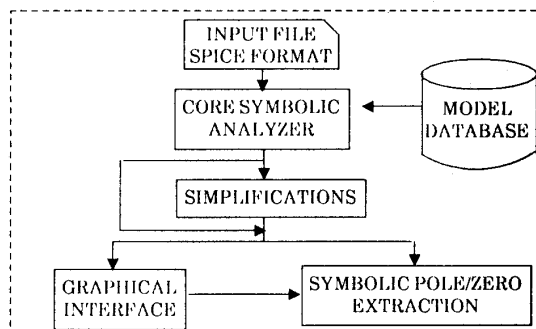 INPUT FILE
SPICE FORMAT
CORE SYMBOLIC
ANALYZER
MODEL
DATABASE
SIMPLIFICATIONS
GRAPHICAL
INTERFACE
SYMBOLIC POLE/ZERO
EXTRACTION